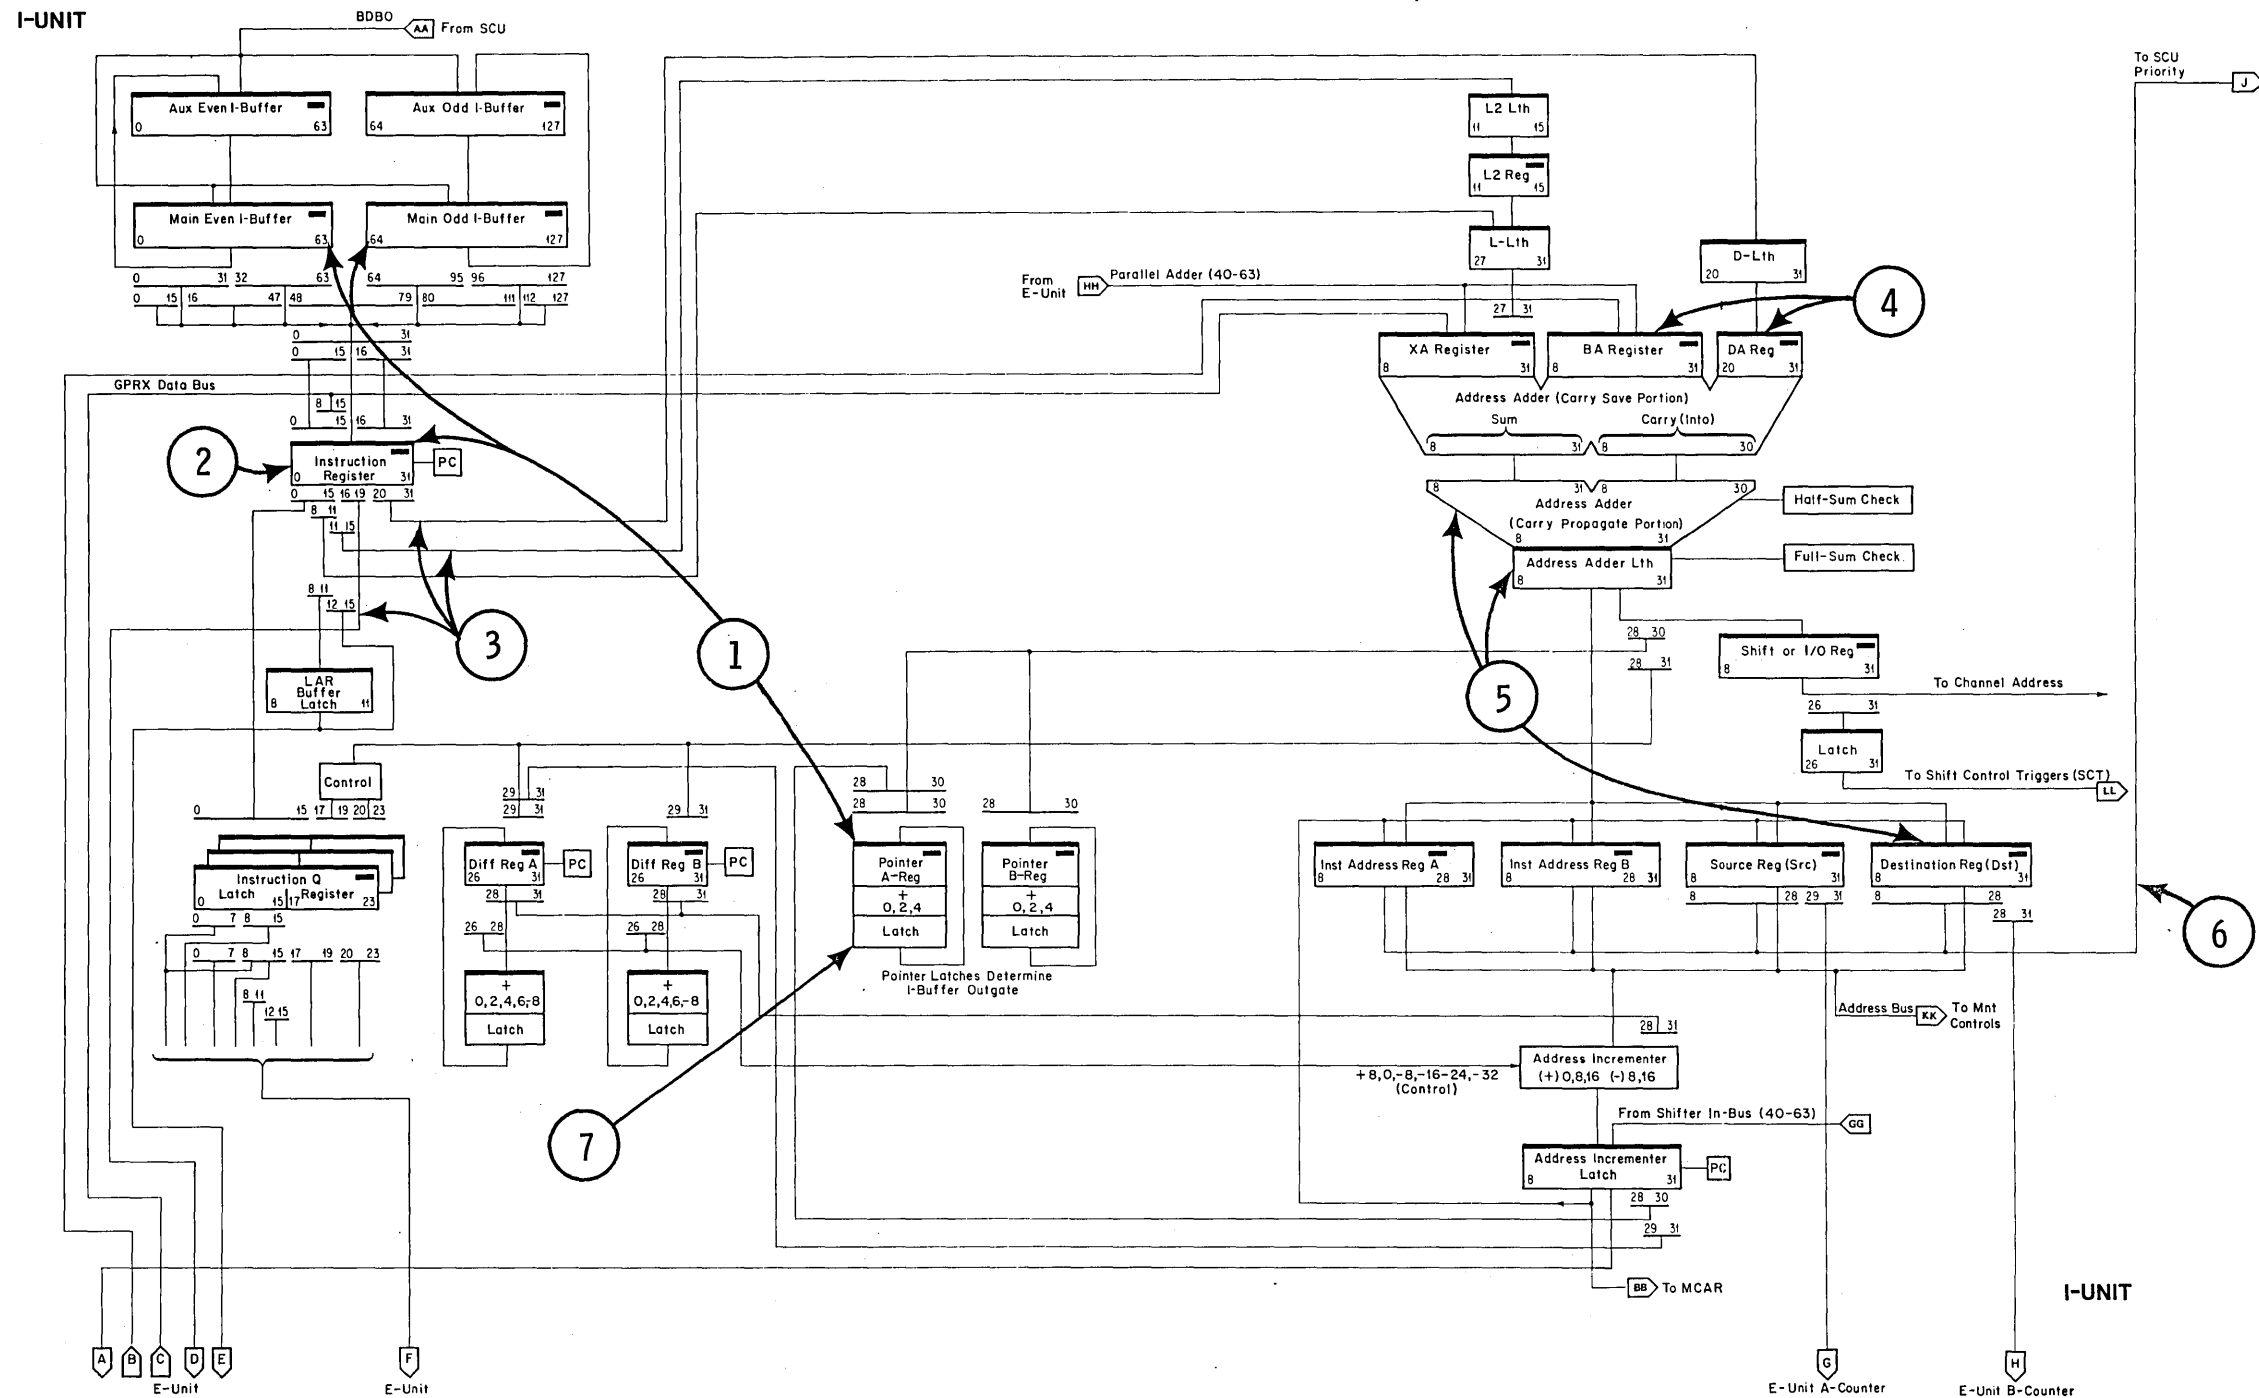 I-UNIT
BDBO
AA From SCU
To SCU
Priority
J
Aux Even I-Buffer
0 63
Aux Odd I-Buffer
64 127
L2 Lth
11 15
L2 Reg
11 15
Main Even I-Buffer
0 63
Main Odd I-Buffer
64 127
L-Lth
27 31
D-Lth
20 31
0 31 32 63 64 95 96 127
0 15 16 47 48 79 80 111 112 127
From
E-Unit
HH
Parallel Adder (40-63)
27 31
4
0 31
0 15 16 31
XA Register
8 31
BA Register
8 31
DA Reg
20 31
GPRX Data Bus
8 15
0 15 16 31
Address Adder (Carry Save Portion)
Sum
Carry (Into)
8 31 8 30
2
Instruction
Register
0 31
PC
0 15 16 19 20 31
8 11
11 15
8 31 8 30
Address Adder
(Carry Propagate Portion)
8 31
Half-Sum Check
Address Adder Lth
8 31
Full-Sum Check.
8 11
12 15
3
1
5
28 30
28 31
Shift or I/O Reg
8 31
To Channel Address
LAR
Buffer
Latch
8 11
26 31
Latch
26 31
To Shift Control Triggers (SCT)
LL
Control
0 15 17 19 20 23
29 31
29 31
29 31
28 30
28 30
28 30
Instruction Q
Latch Register
0 15 17 23
Diff Reg A
26 31
PC
Diff Reg B
26 31
PC
Pointer
A-Reg
+
0,2,4
Latch
Pointer
B-Reg
+
0,2,4
Latch
Inst Address Reg A
8 28 31
Inst Address Reg B
8 28 31
Source Reg (Src)
8 31
Destination Reg (Dst)
8 31
0 7 8 15
28 31
28 31
8 28 29 31
8 28
28 31
6
26 28
26 28
0 7 8 15 17 19 20 23
8 11
12 15
+
0,2,4,6,-8
Latch
+
0,2,4,6,-8
Latch
7
Pointer Latches Determine
I-Buffer Outgate
Address Bus
KK
To Mnt
Controls
28 31
Address Incrementer
(+) 0,8,16 (-) 8,16
+8,0,-8,-16-24,-32
(Control)
From Shifter In-Bus (40-63)
GG
Address Incrementer
Latch
8 31
PC
28 30
29 31
BB To MCAR
I-UNIT
A
B
C
D
E
F
G
H
E-Unit
E-Unit
E-Unit A-Counter
E-Unit B-Counter